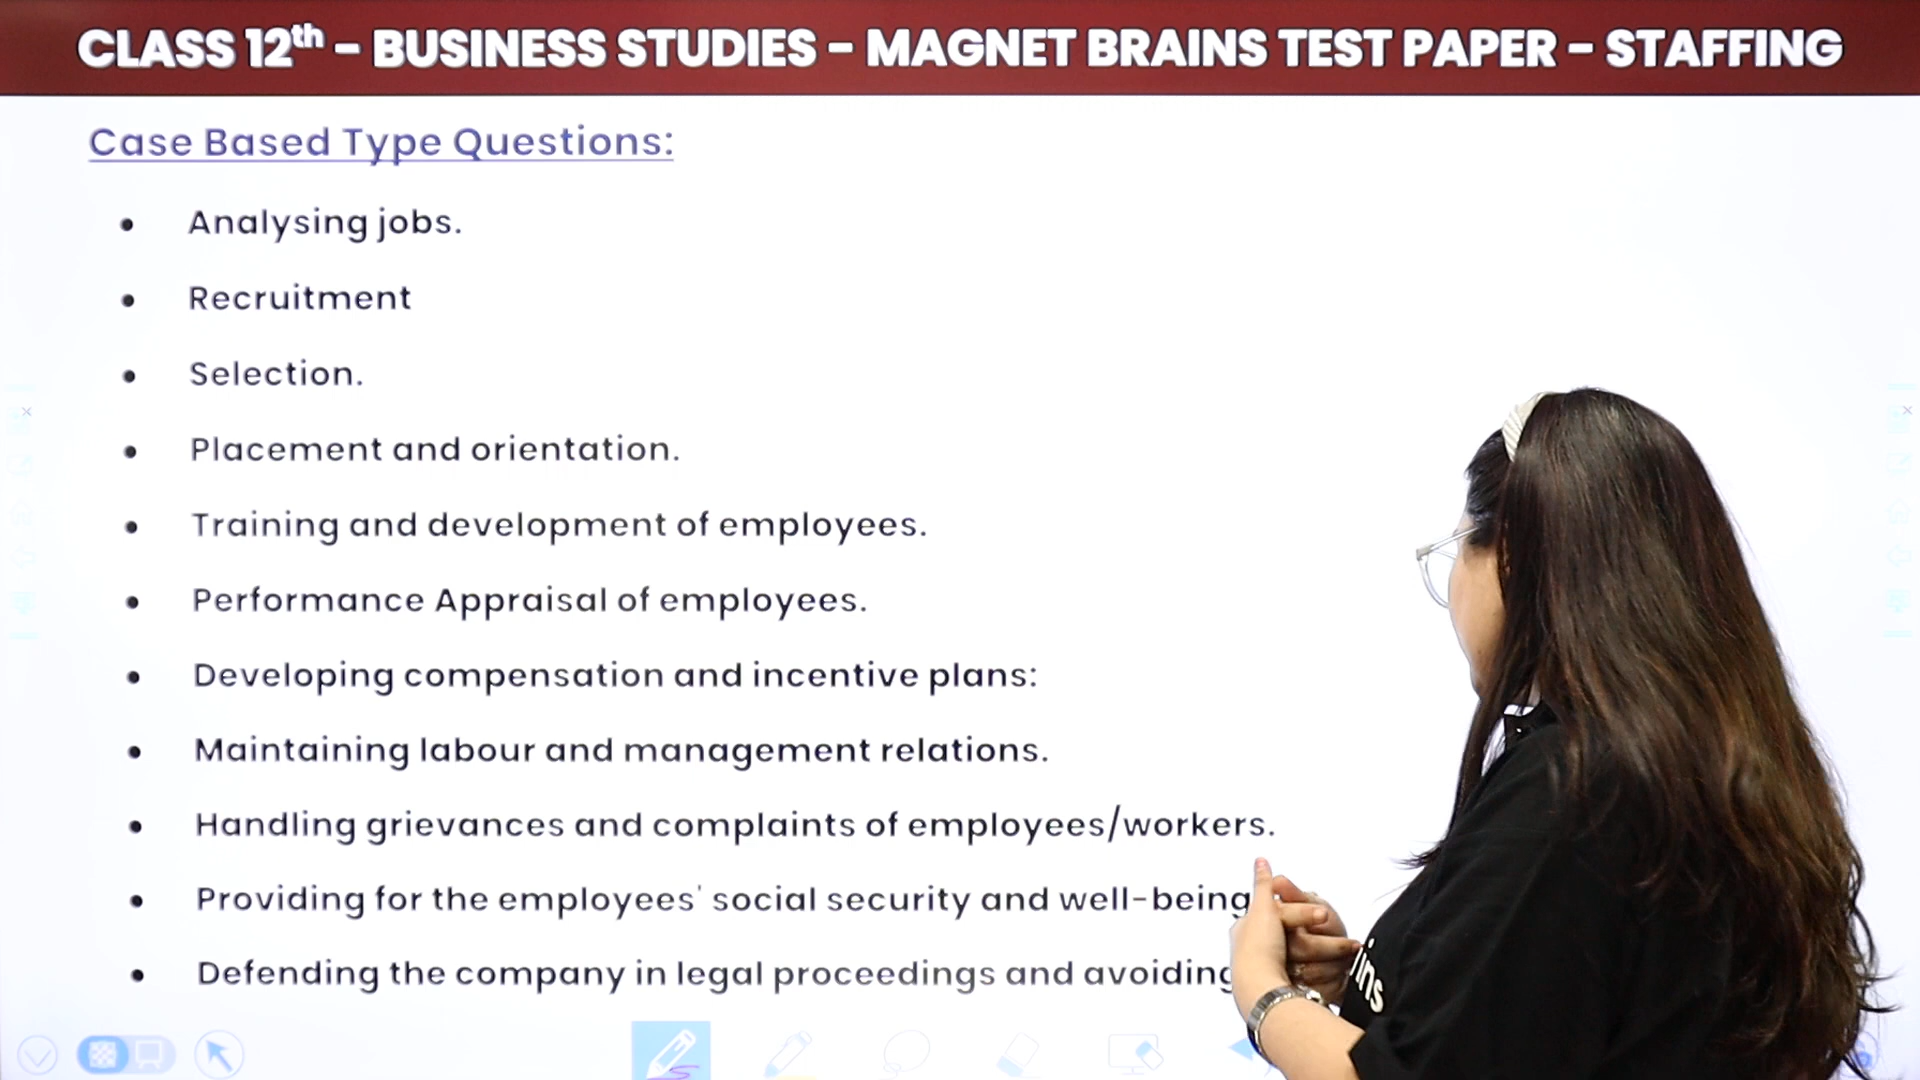 CLASS 12th – BUSINESS STUDIES – MAGNET BRAINS TEST PAPER – STAFFING
Case Based Type Questions:
• Analysing jobs.
• Recruitment
• Selection.
• Placement and orientation.
• Training and development of employees.
• Performance Appraisal of employees.
• Developing compensation and incentive plans:
• Maintaining labour and management relations.
• Handling grievances and complaints of employees/workers.
• Providing for the employees' social security and well-being
• Defending the company in legal proceedings and avoiding